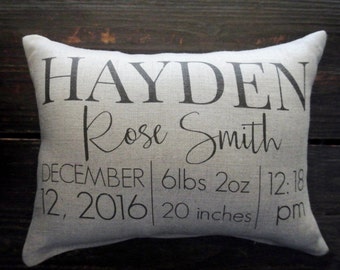 HAYDEN
Rose Smith
DECEMBER
12, 2016
6lbs 2oz
20 inches
12:18
pm